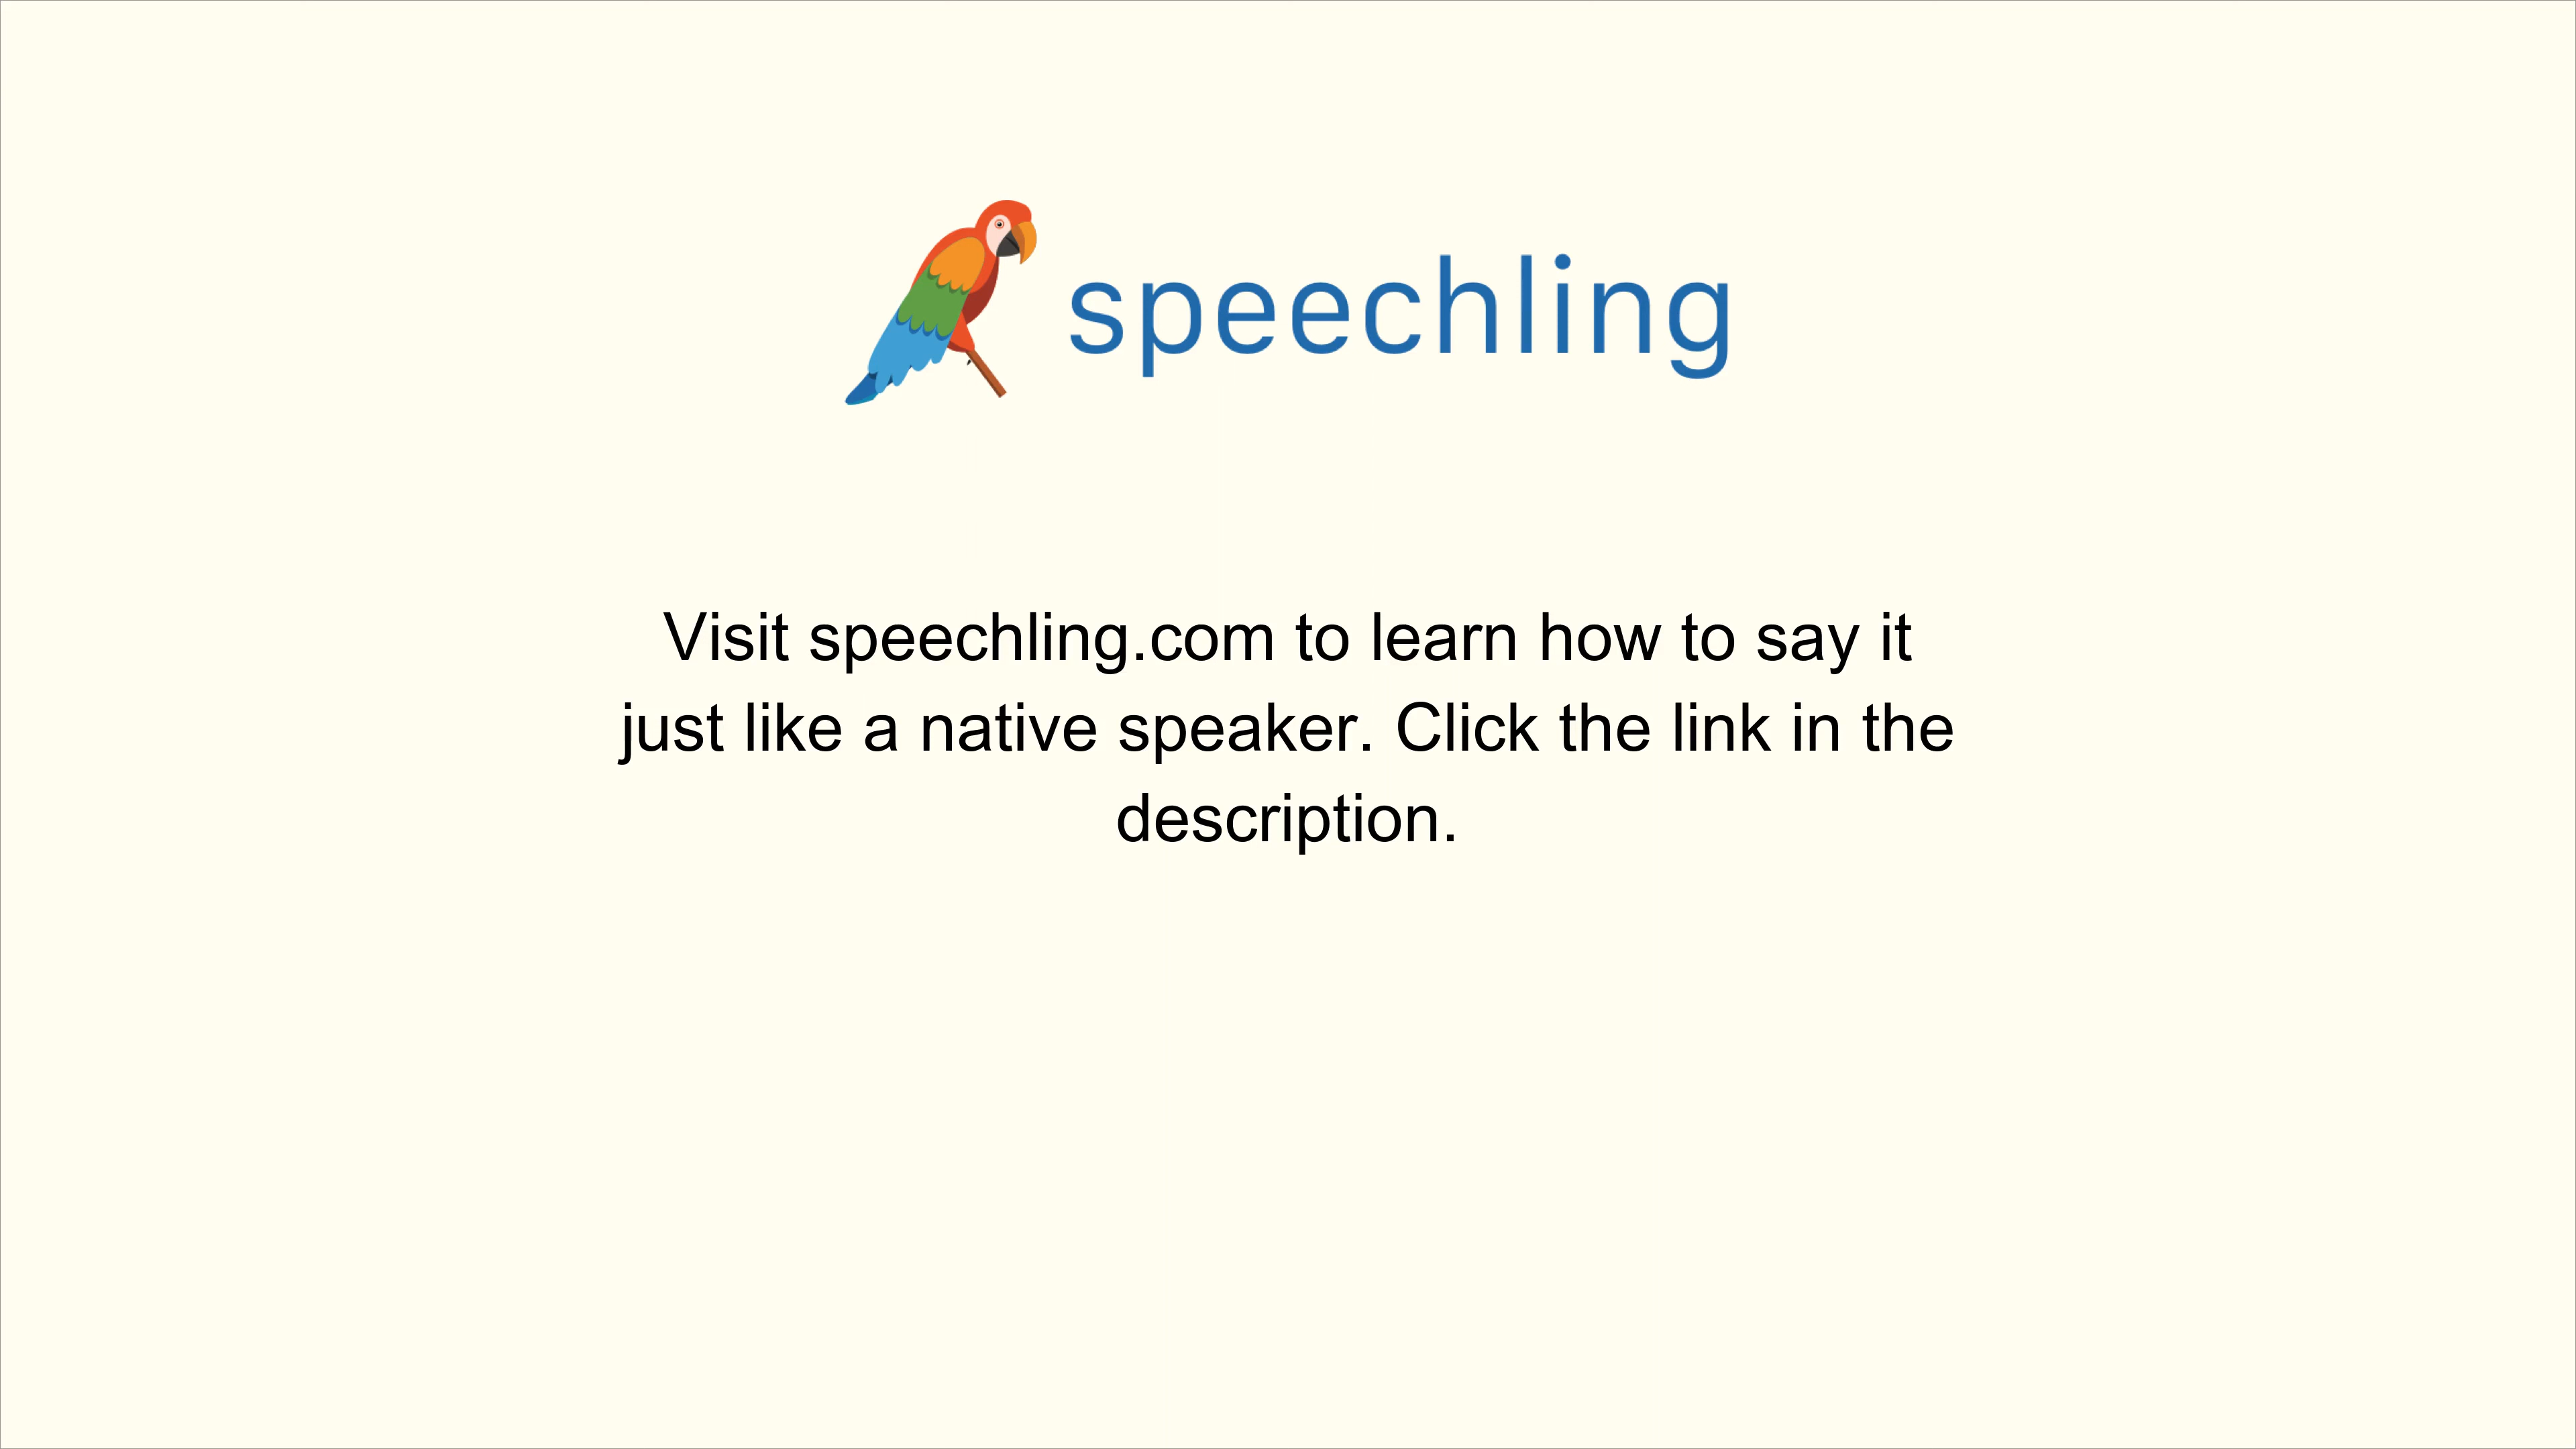 speechling
Visit speechling.com to learn how to say it
just like a native speaker. Click the link in the
description.